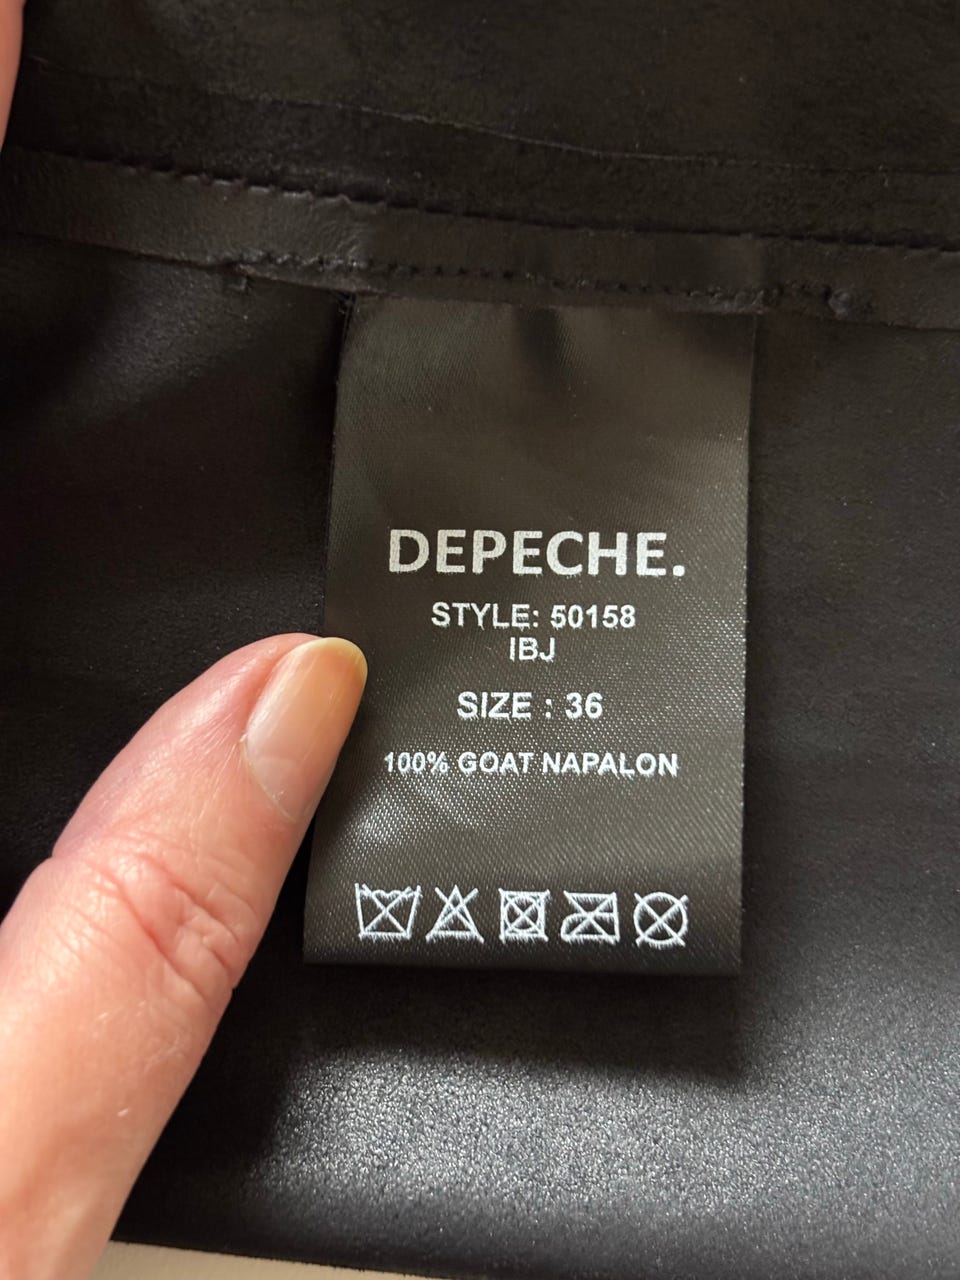 DEPECHE.
STYLE: 50158
IBJ
SIZE : 36
100% GOAT NAPALON